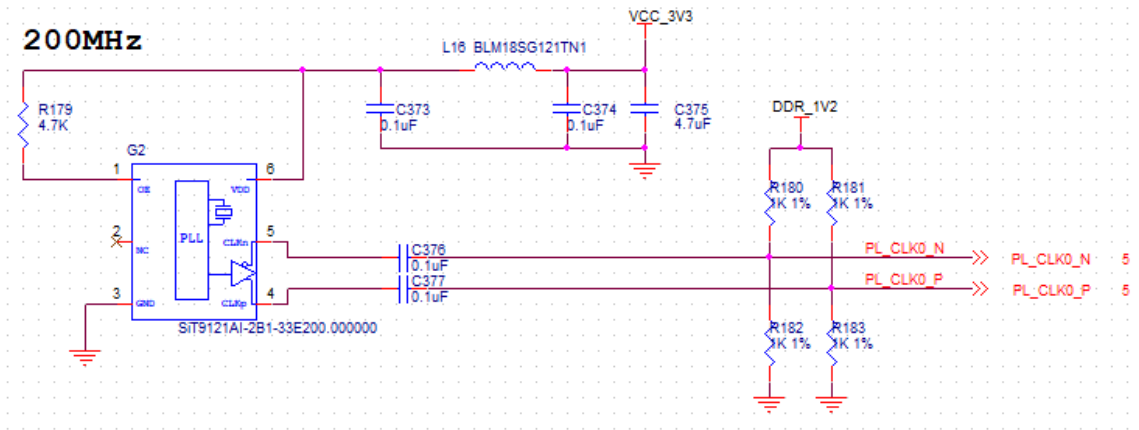 200MHz
VCC_3V3
L16 BLM18SG121TN1
R179
4.7K
C373
0.1uF
C374
0.1uF
C375
4.7uF
DDR_1V2
G2
1
OE
6
VDD
R180
1K 1%
R181
1K 1%
2
NC
PLL
CLKn
5
C376
0.1uF
PL_CLK0_N
PL_CLK0_N 5
3
GND
CLKp
4
C377
0.1uF
PL_CLK0_P
PL_CLK0_P 5
SiT9121AI-2B1-33E200.000000
R182
1K 1%
R183
1K 1%